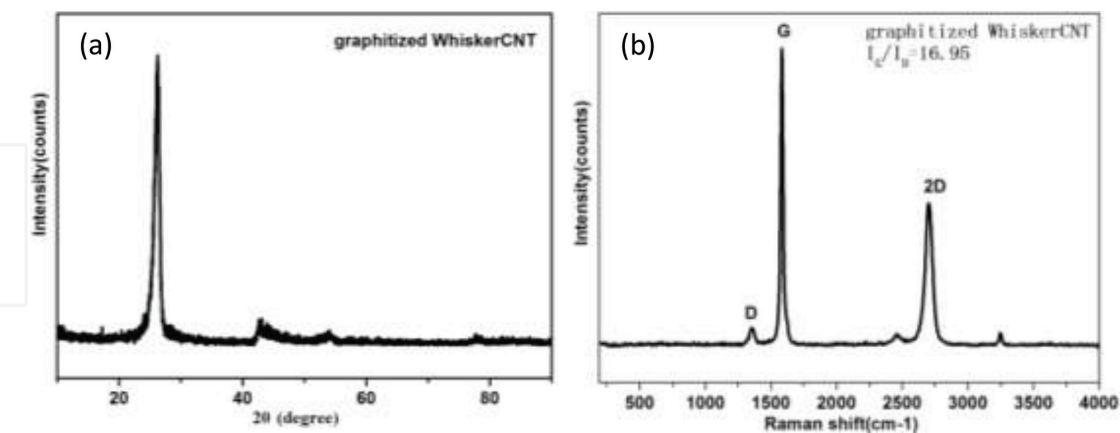 (a)
graphitized WhiskerCNT
Intensity(counts)
20
40
60
80
2θ (degree)
(b)
G
graphitized WhiskerCNT
I_G/I_D=16.95
2D
D
Intensity(counts)
500
1000
1500
2000
2500
3000
3500
4000
Raman shift(cm-1)